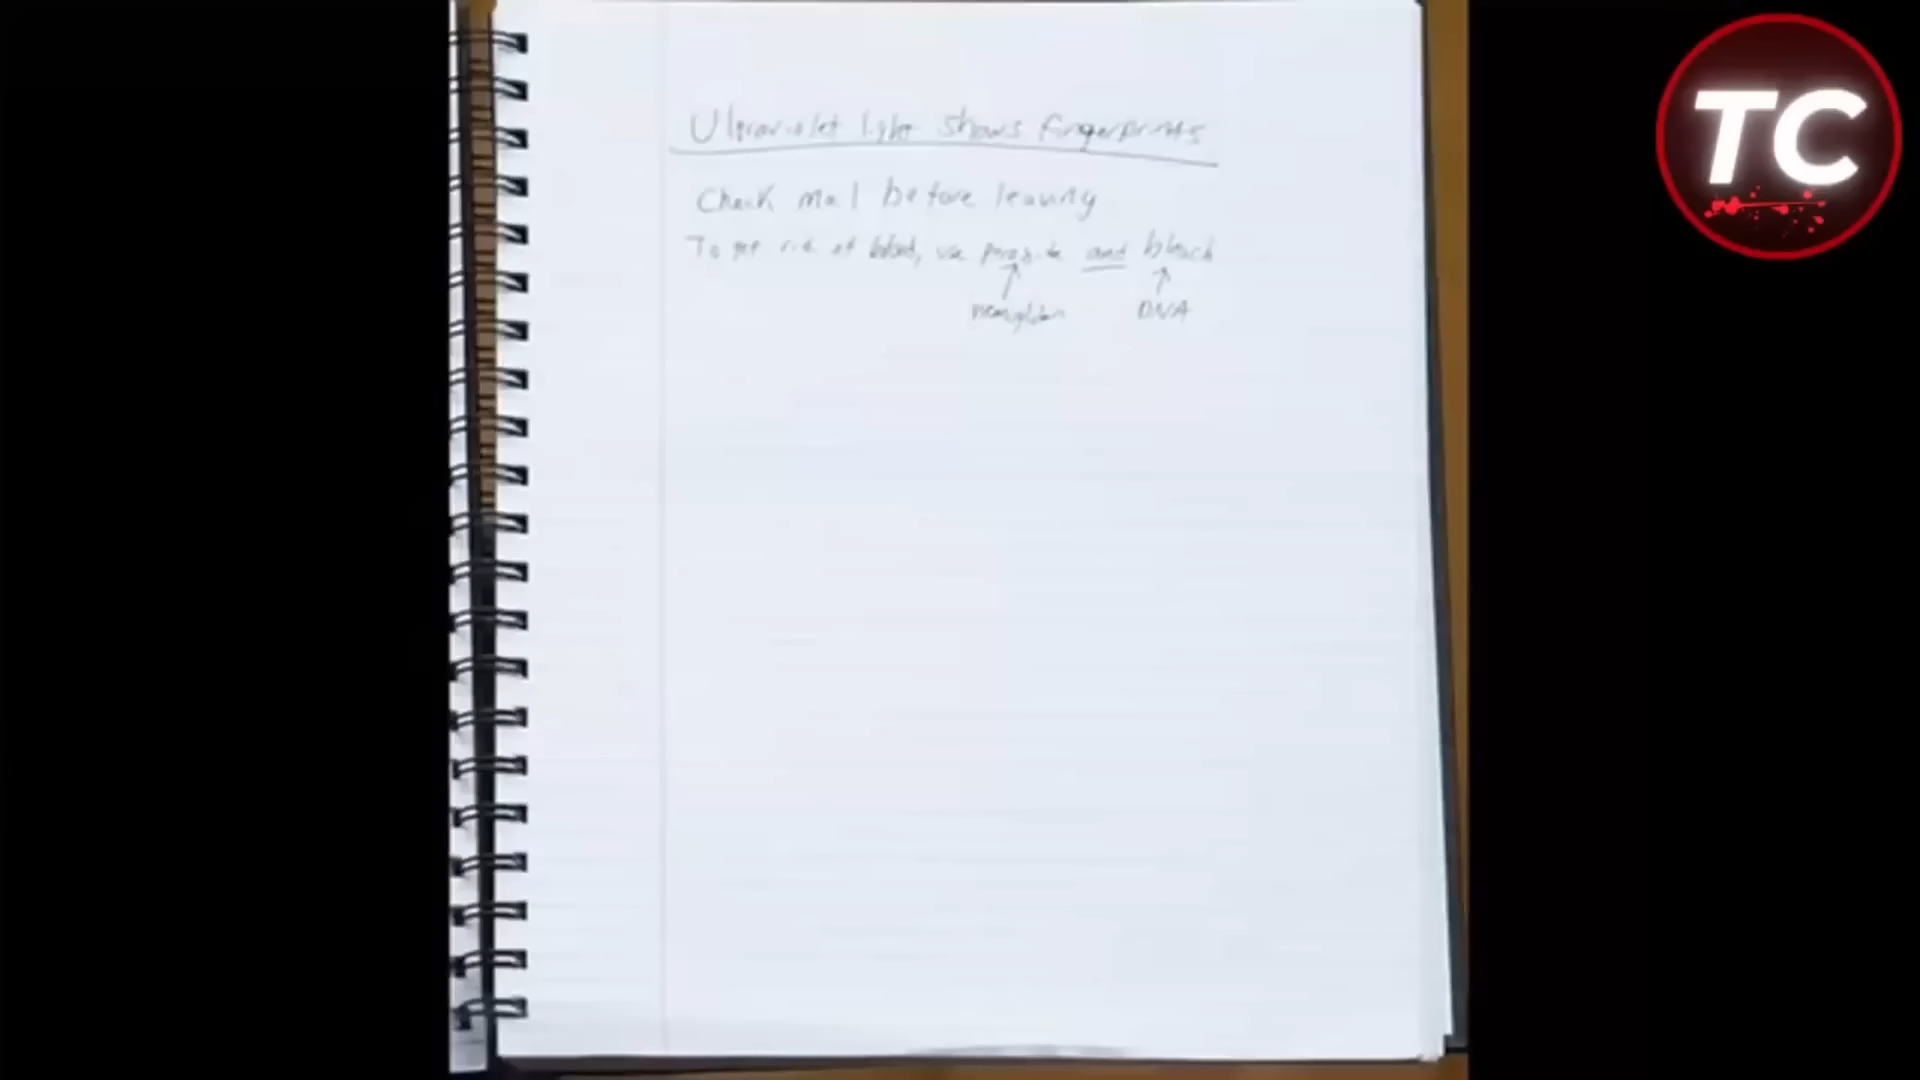 TC
Ultraviolet light shows fingerprints
Check mail before leaving
To get rid of blood, use peroxide and bleach
hemoglobin DNA